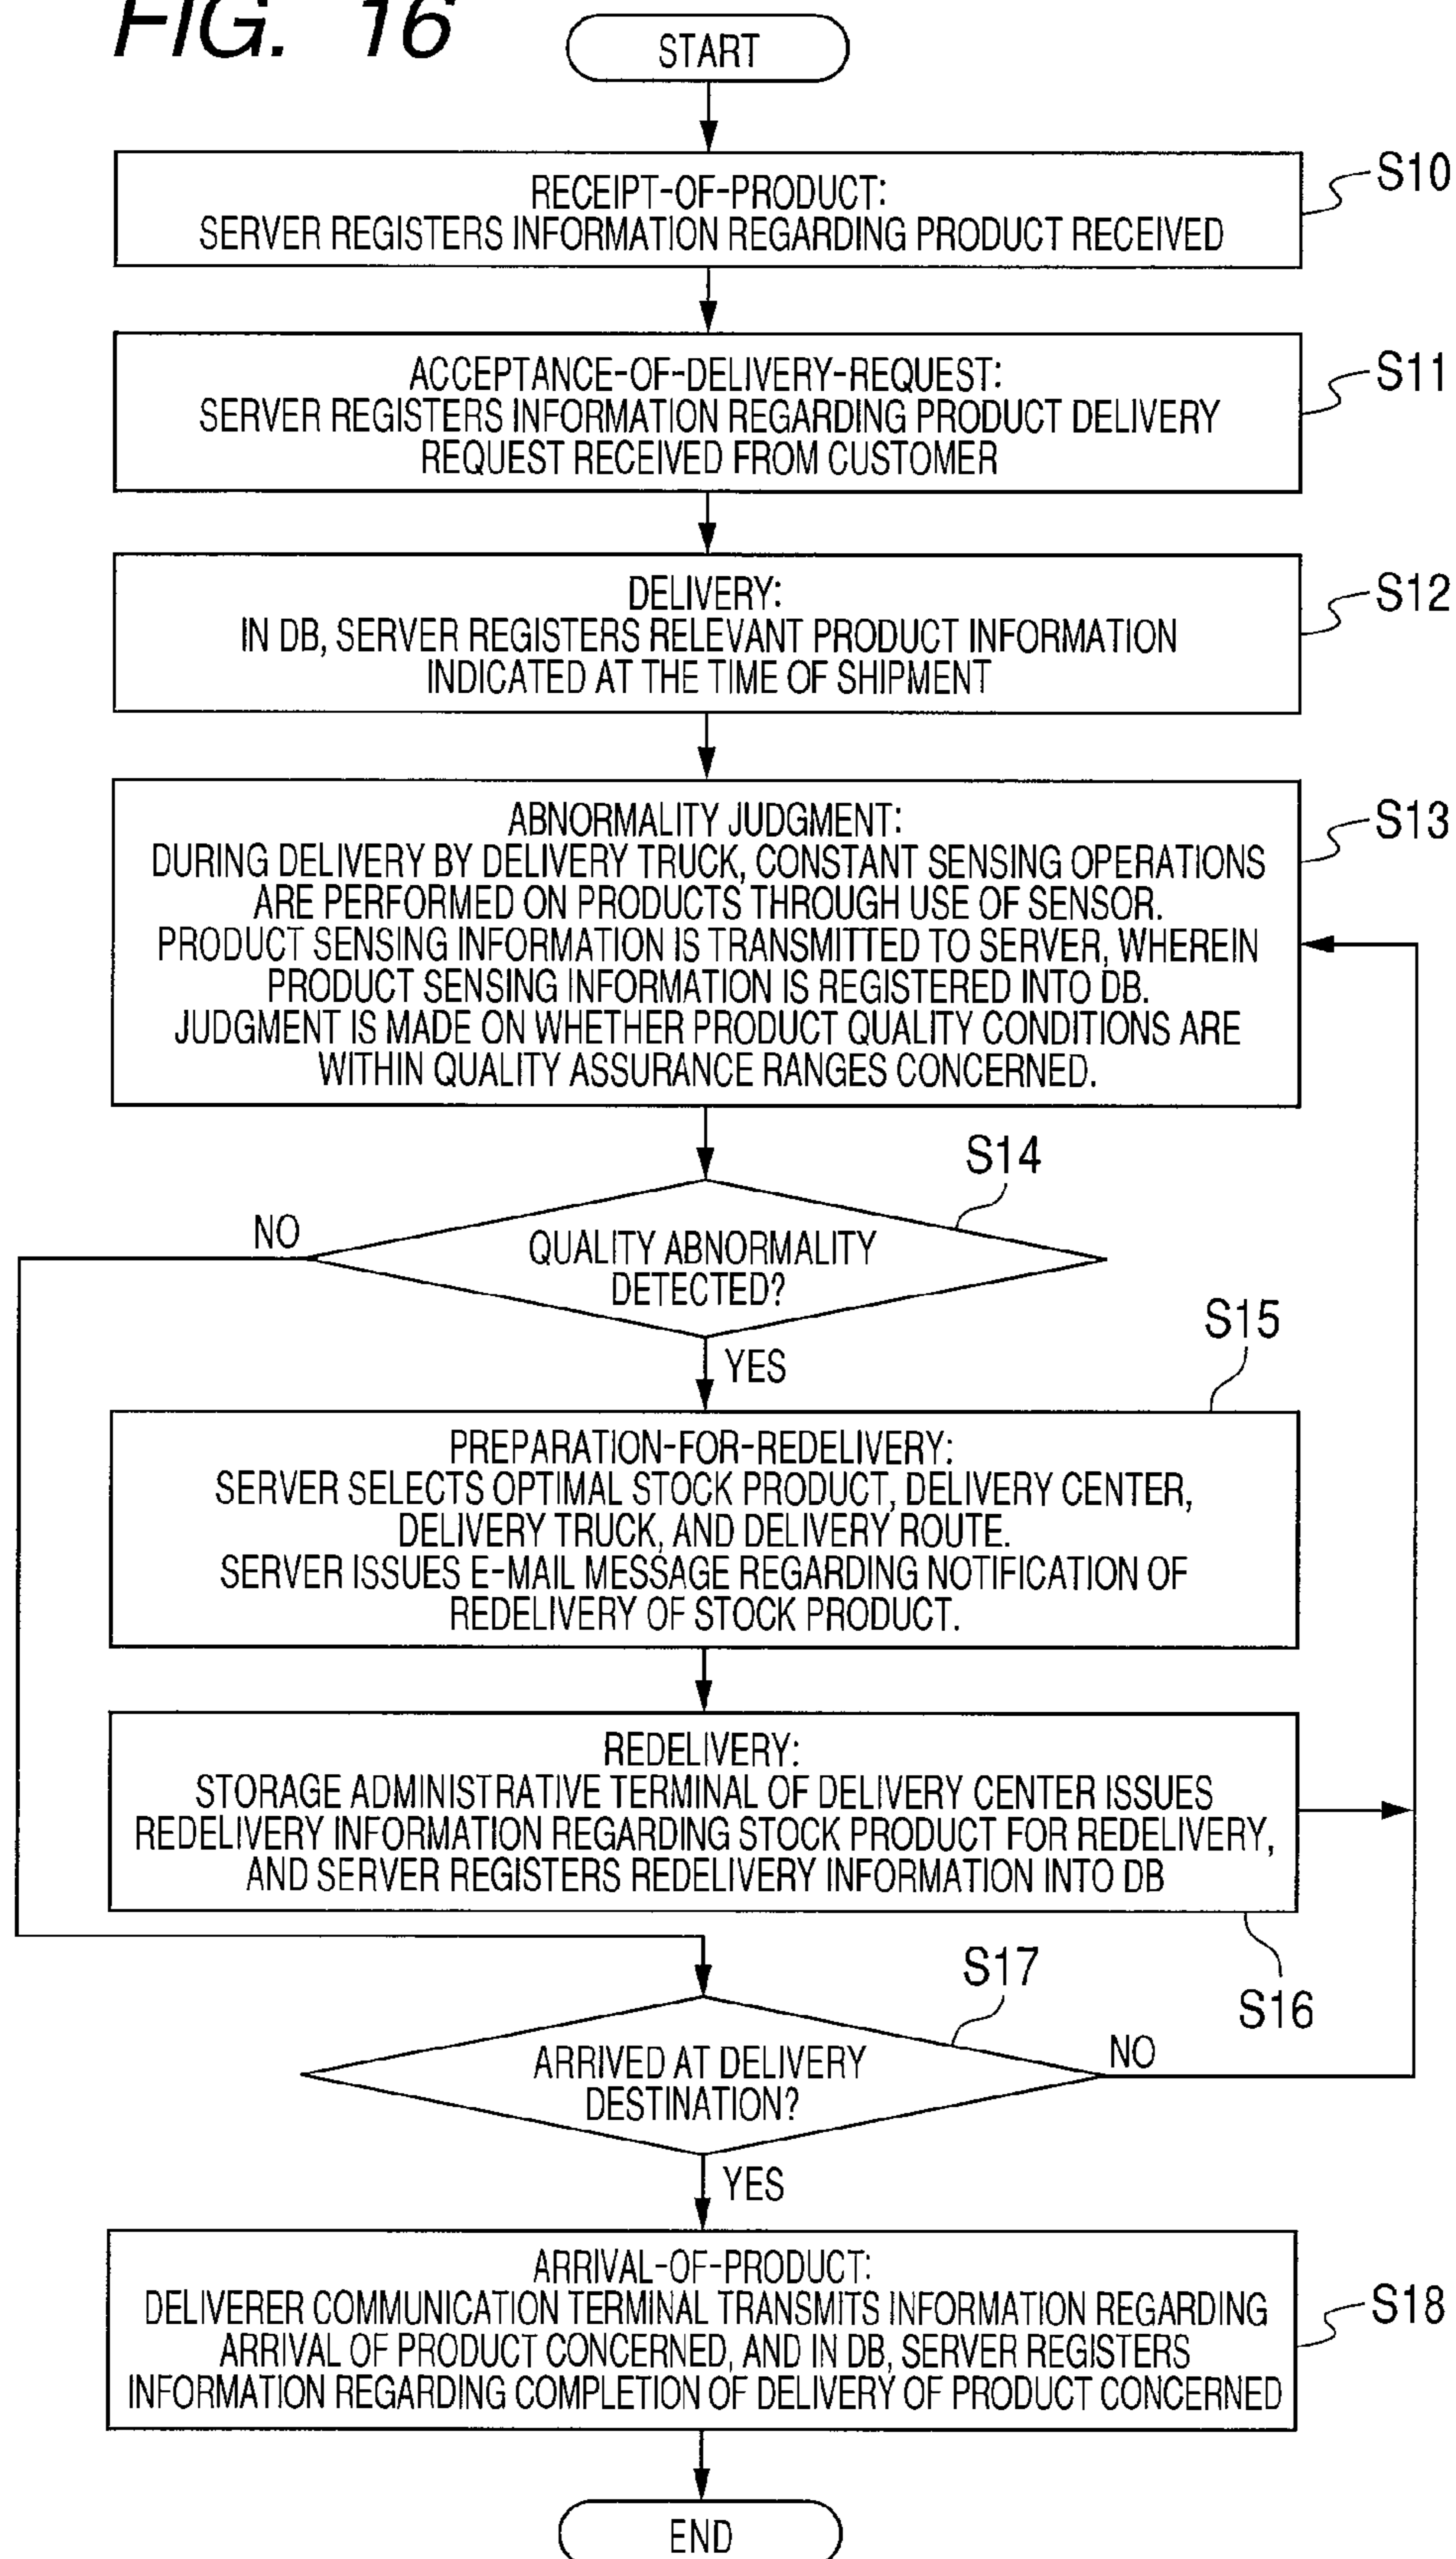 FIG. 16
START
RECEIPT-OF-PRODUCT:
SERVER REGISTERS INFORMATION REGARDING PRODUCT RECEIVED
S10
ACCEPTANCE-OF-DELIVERY-REQUEST:
SERVER REGISTERS INFORMATION REGARDING PRODUCT DELIVERY
REQUEST RECEIVED FROM CUSTOMER
S11
DELIVERY:
IN DB, SERVER REGISTERS RELEVANT PRODUCT INFORMATION
INDICATED AT THE TIME OF SHIPMENT
S12
ABNORMALITY JUDGMENT:
DURING DELIVERY BY DELIVERY TRUCK, CONSTANT SENSING OPERATIONS
ARE PERFORMED ON PRODUCTS THROUGH USE OF SENSOR.
PRODUCT SENSING INFORMATION IS TRANSMITTED TO SERVER, WHEREIN
PRODUCT SENSING INFORMATION IS REGISTERED INTO DB.
JUDGMENT IS MADE ON WHETHER PRODUCT QUALITY CONDITIONS ARE
WITHIN QUALITY ASSURANCE RANGES CONCERNED.
S13
S14
NO
QUALITY ABNORMALITY
DETECTED?
YES
S15
PREPARATION-FOR-REDELIVERY:
SERVER SELECTS OPTIMAL STOCK PRODUCT, DELIVERY CENTER,
DELIVERY TRUCK, AND DELIVERY ROUTE.
SERVER ISSUES E-MAIL MESSAGE REGARDING NOTIFICATION OF
REDELIVERY OF STOCK PRODUCT.
REDELIVERY:
STORAGE ADMINISTRATIVE TERMINAL OF DELIVERY CENTER ISSUES
REDELIVERY INFORMATION REGARDING STOCK PRODUCT FOR REDELIVERY,
AND SERVER REGISTERS REDELIVERY INFORMATION INTO DB
S16
S17
ARRIVED AT DELIVERY
DESTINATION?
NO
YES
ARRIVAL-OF-PRODUCT:
DELIVERER COMMUNICATION TERMINAL TRANSMITS INFORMATION REGARDING
ARRIVAL OF PRODUCT CONCERNED, AND IN DB, SERVER REGISTERS
INFORMATION REGARDING COMPLETION OF DELIVERY OF PRODUCT CONCERNED
S18
END